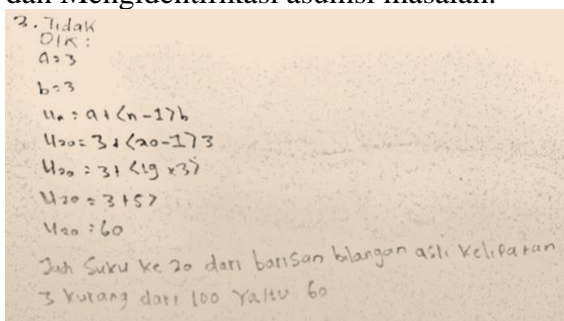 dan Mengidentifikasi asumsi masalah.
3. Tidak
DIK :
a = 3
b = 3
Un = a + (n-1)b
U20 = 3 + (20-1)3
U20 = 3 + (19 x 3)
U20 = 3 + 57
U20 = 60
Jadi Suku ke 20 dari barisan bilangan asli kelipatan
3 kurang dari 100 Yaitu 60